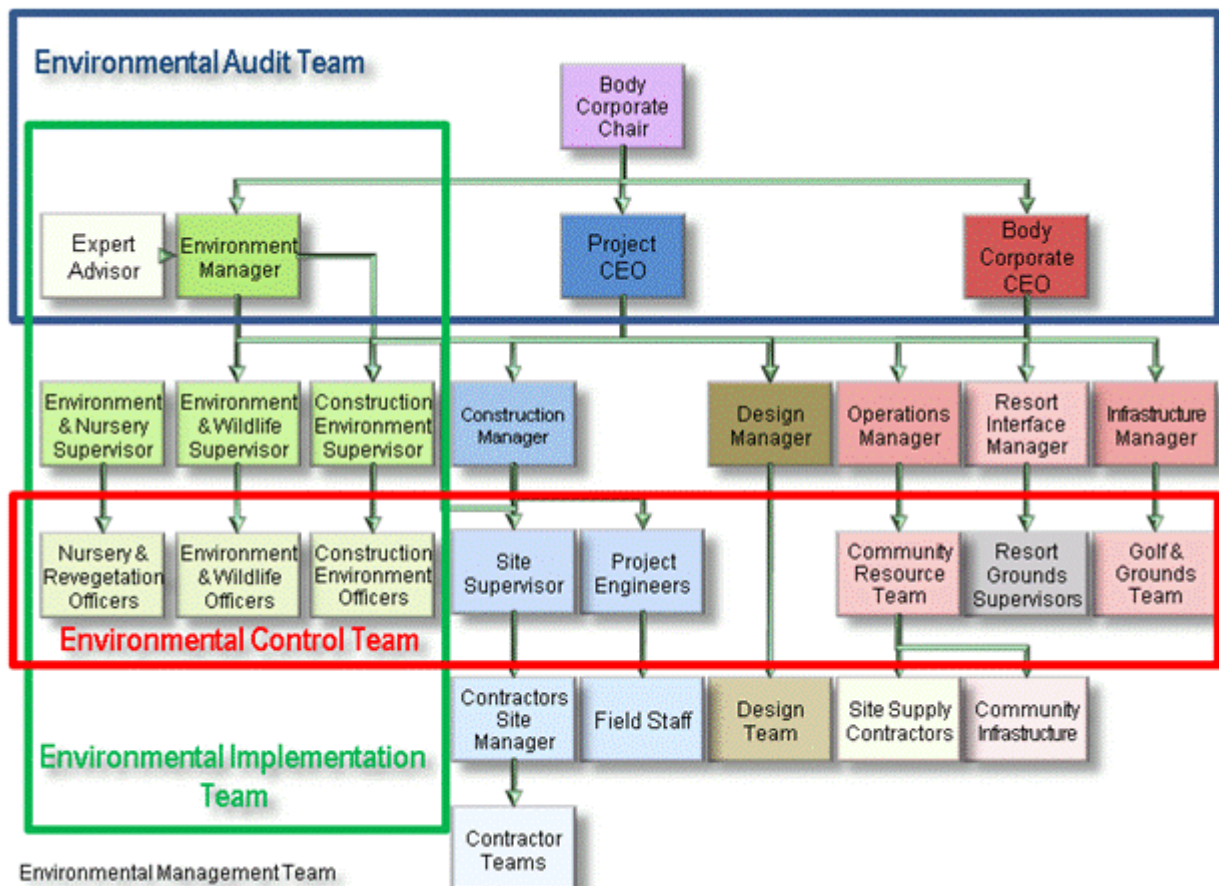 Environmental Audit Team
Body
Corporate
Chair
Expert
Advisor
Environment
Manager
Project
CEO
Body
Corporate
CEO
Environment
& Nursery
Supervisor
Environment
& Wildlife
Supervisor
Construction
Environment
Supervisor
Construction
Manager
Design
Manager
Operations
Manager
Resort
Interface
Manager
Infrastructure
Manager
Nursery &
Revegetation
Officers
Environment
& Wildlife
Officers
Construction
Environment
Officers
Site
Supervisor
Project
Engineers
Community
Resource
Team
Resort
Grounds
Supervisors
Golf &
Grounds
Team
Environmental Control Team
Contractors
Site
Manager
Field Staff
Design
Team
Site Supply
Contractors
Community
Infrastructure
Environmental Implementation
Team
Contractor
Teams
Environmental Management Team